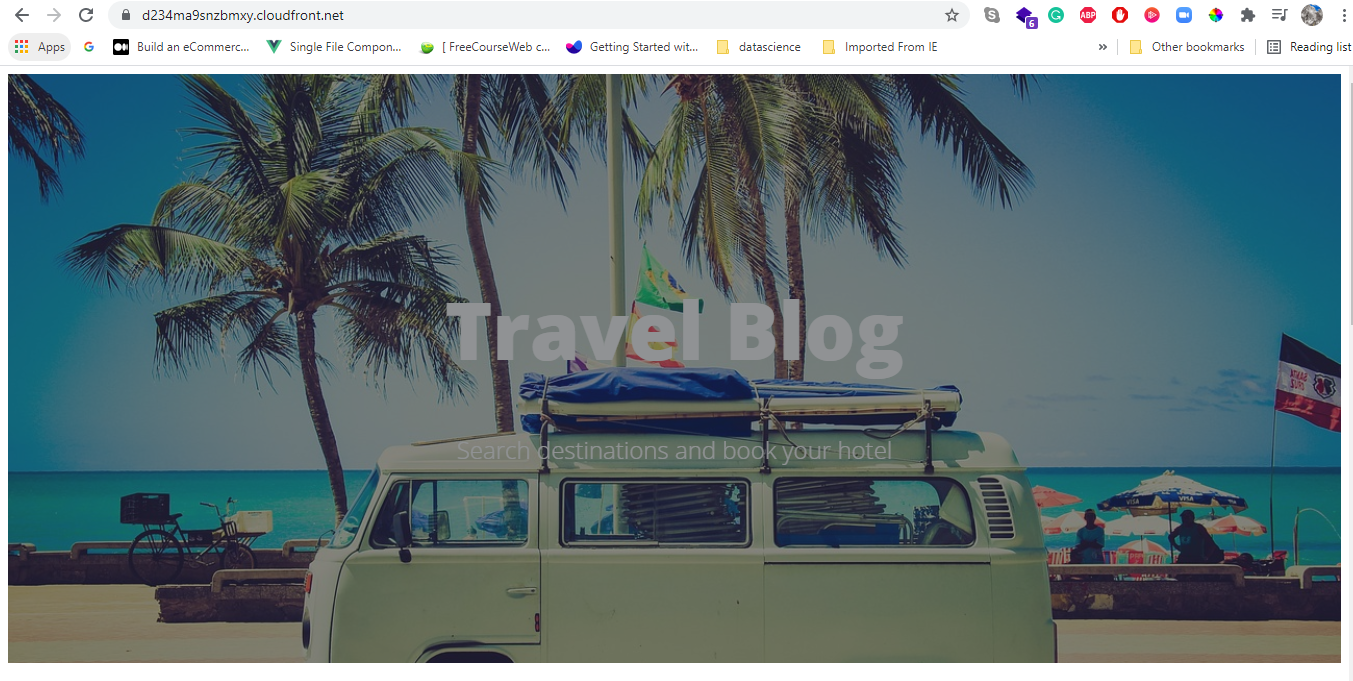 d234ma9snzbmxy.cloudfront.net
ABP
6
Apps
Build an eCommerc...
Single File Compon...
[ FreeCourseWeb c...
Getting Started wit...
datascience
Imported From IE
»
Other bookmarks
Reading list
Travel Blog
Search destinations and book your hotel